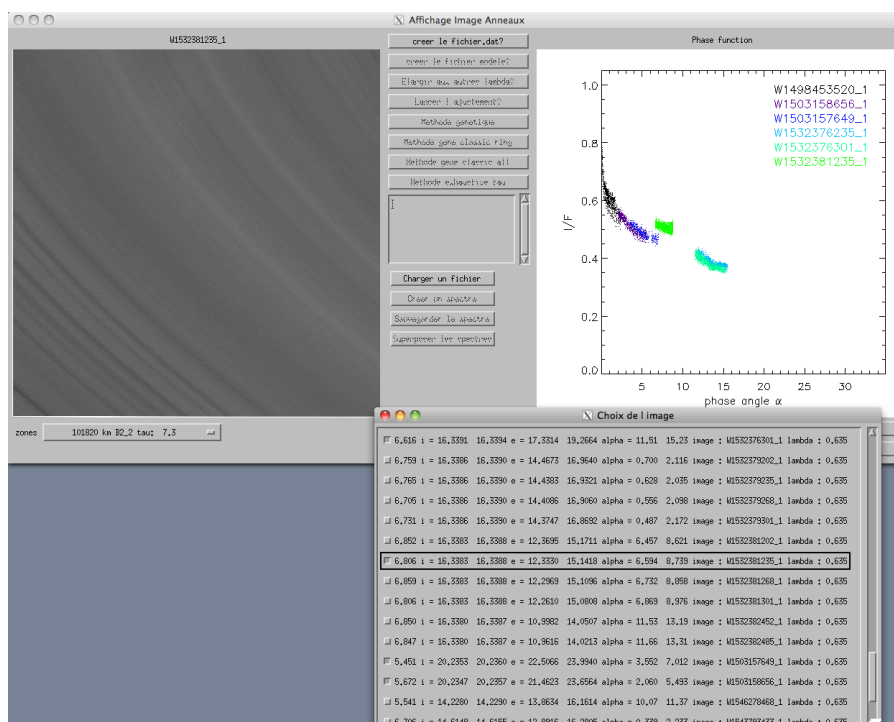 Affichage Image Anneaux
W1532381235_1
creer le fichier.dat?
creer le fichier modele?
Elargir aux autres lambda?
Lancer l ajustement?
Methode genetique
Methode gene classic ring
Methode gene classic all
Methode exhaustive tau
Charger un fichier
Creer un spectre
Sauvegarder le spectre
Superposer les spectres
zones
101820 km B2_2 tau: 7.3
Phase function
1.0
0.8
0.6
0.4
0.2
0.0
I/F
W1498453520_1
W1503158656_1
W1503157649_1
W1532376235_1
W1532376301_1
W1532381235_1
5 10 15 20 25 30
phase angle α
Choix de l image
6.616 i = 16.3391 16.3394 e = 17.3314 19.2664 alpha = 11.51 15.23 image : W1532376301_1 lambda : 0.635
6.759 i = 16.3386 16.3390 e = 14.4673 16.9640 alpha = 0.700 2.116 image : W1532379202_1 lambda : 0.635
6.765 i = 16.3386 16.3390 e = 14.4383 16.9321 alpha = 0.628 2.035 image : W1532379235_1 lambda : 0.635
6.705 i = 16.3386 16.3390 e = 14.4086 16.9060 alpha = 0.556 2.098 image : W1532379268_1 lambda : 0.635
6.731 i = 16.3386 16.3390 e = 14.3747 16.8692 alpha = 0.487 2.172 image : W1532379301_1 lambda : 0.635
6.852 i = 16.3383 16.3388 e = 12.3695 15.1711 alpha = 6.457 8.621 image : W1532381202_1 lambda : 0.635
6.806 i = 16.3383 16.3388 e = 12.3330 15.1418 alpha = 6.594 8.739 image : W1532381235_1 lambda : 0.635
6.859 i = 16.3383 16.3388 e = 12.2969 15.1096 alpha = 6.732 8.858 image : W1532381268_1 lambda : 0.635
6.806 i = 16.3383 16.3388 e = 12.2610 15.0808 alpha = 6.869 8.976 image : W1532381301_1 lambda : 0.635
6.850 i = 16.3380 16.3387 e = 10.9982 14.0507 alpha = 11.53 13.19 image : W1532382452_1 lambda : 0.635
6.847 i = 16.3380 16.3387 e = 10.9616 14.0213 alpha = 11.66 13.31 image : W1532382485_1 lambda : 0.635
5.451 i = 20.2353 20.2360 e = 22.5066 23.9940 alpha = 3.552 7.012 image : W1503157649_1 lambda : 0.635
5.672 i = 20.2347 20.2357 e = 21.4623 23.6564 alpha = 2.060 5.493 image : W1503158656_1 lambda : 0.635
5.541 i = 14.2280 14.2290 e = 13.8634 16.1614 alpha = 10.07 11.37 image : W1546278468_1 lambda : 0.635